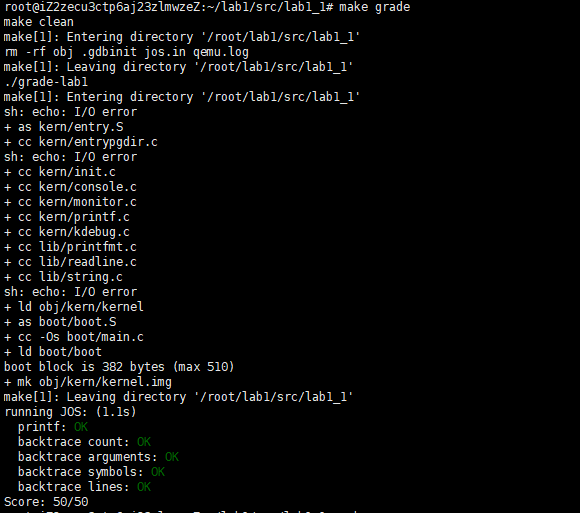 root@iZ2zecu3ctp6aj23zlmwzeZ:~/lab1/src/lab1_1# make grade
make clean
make[1]: Entering directory '/root/lab1/src/lab1_1'
rm -rf obj .gdbinit jos.in qemu.log
make[1]: Leaving directory '/root/lab1/src/lab1_1'
./grade-lab1
make[1]: Entering directory '/root/lab1/src/lab1_1'
sh: echo: I/O error
+ as kern/entry.S
+ cc kern/entrypgdir.c
sh: echo: I/O error
+ cc kern/init.c
+ cc kern/console.c
+ cc kern/monitor.c
+ cc kern/printf.c
+ cc kern/kdebug.c
+ cc lib/printfmt.c
+ cc lib/readline.c
+ cc lib/string.c
sh: echo: I/O error
+ ld obj/kern/kernel
+ as boot/boot.S
+ cc -Os boot/main.c
+ ld boot/boot
boot block is 382 bytes (max 510)
+ mk obj/kern/kernel.img
make[1]: Leaving directory '/root/lab1/src/lab1_1'
running JOS: (1.1s)
  printf: OK
  backtrace count: OK
  backtrace arguments: OK
  backtrace symbols: OK
  backtrace lines: OK
Score: 50/50